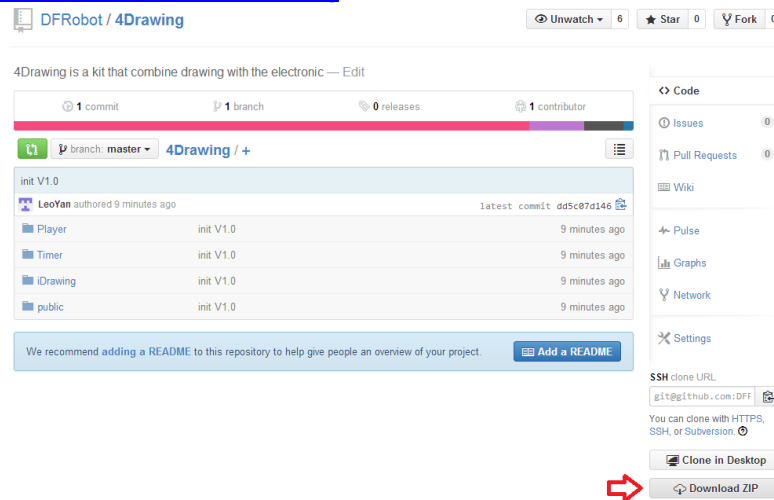 DFRobot / 4Drawing
Unwatch 6
Star 0
Fork
4Drawing is a kit that combine drawing with the electronic — Edit
1 commit
1 branch
0 releases
1 contributor
branch: master
4Drawing / +
init V1.0
LeoYan authored 9 minutes ago
latest commit dd5c07d146
Player init V1.0 9 minutes ago
Timer init V1.0 9 minutes ago
iDrawing init V1.0 9 minutes ago
public init V1.0 9 minutes ago
We recommend adding a README to this repository to help give people an overview of your project.
Add a README
Code
Issues 0
Pull Requests 0
Wiki
Pulse
Graphs
Network
Settings
SSH clone URL
git@github.com:DFF
You can clone with HTTPS,
SSH, or Subversion.
Clone in Desktop
Download ZIP